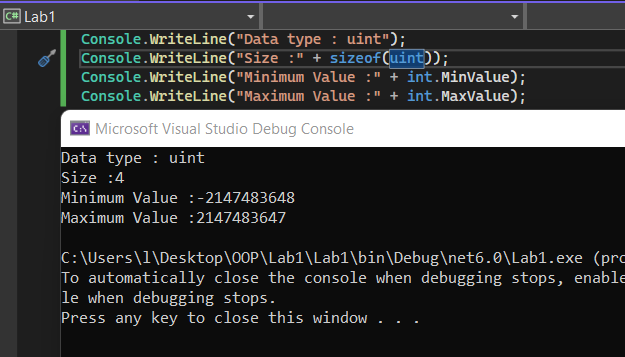 C# Lab1
Console.WriteLine("Data type : uint");
Console.WriteLine("Size :" + sizeof(uint));
Console.WriteLine("Minimum Value :" + int.MinValue);
Console.WriteLine("Maximum Value :" + int.MaxValue);
C:\ Microsoft Visual Studio Debug Console
Data type : uint
Size :4
Minimum Value :-2147483648
Maximum Value :2147483647
C:\Users\l\Desktop\OOP\Lab1\Lab1\bin\Debug\net6.0\Lab1.exe (pro
To automatically close the console when debugging stops, enable
le when debugging stops.
Press any key to close this window . . .